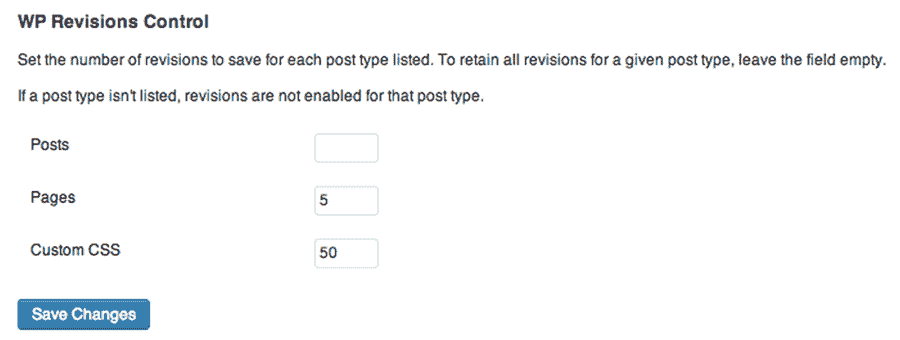 WP Revisions Control
Set the number of revisions to save for each post type listed. To retain all revisions for a given post type, leave the field empty.
If a post type isn't listed, revisions are not enabled for that post type.
Posts
Pages 5
Custom CSS 50
Save Changes